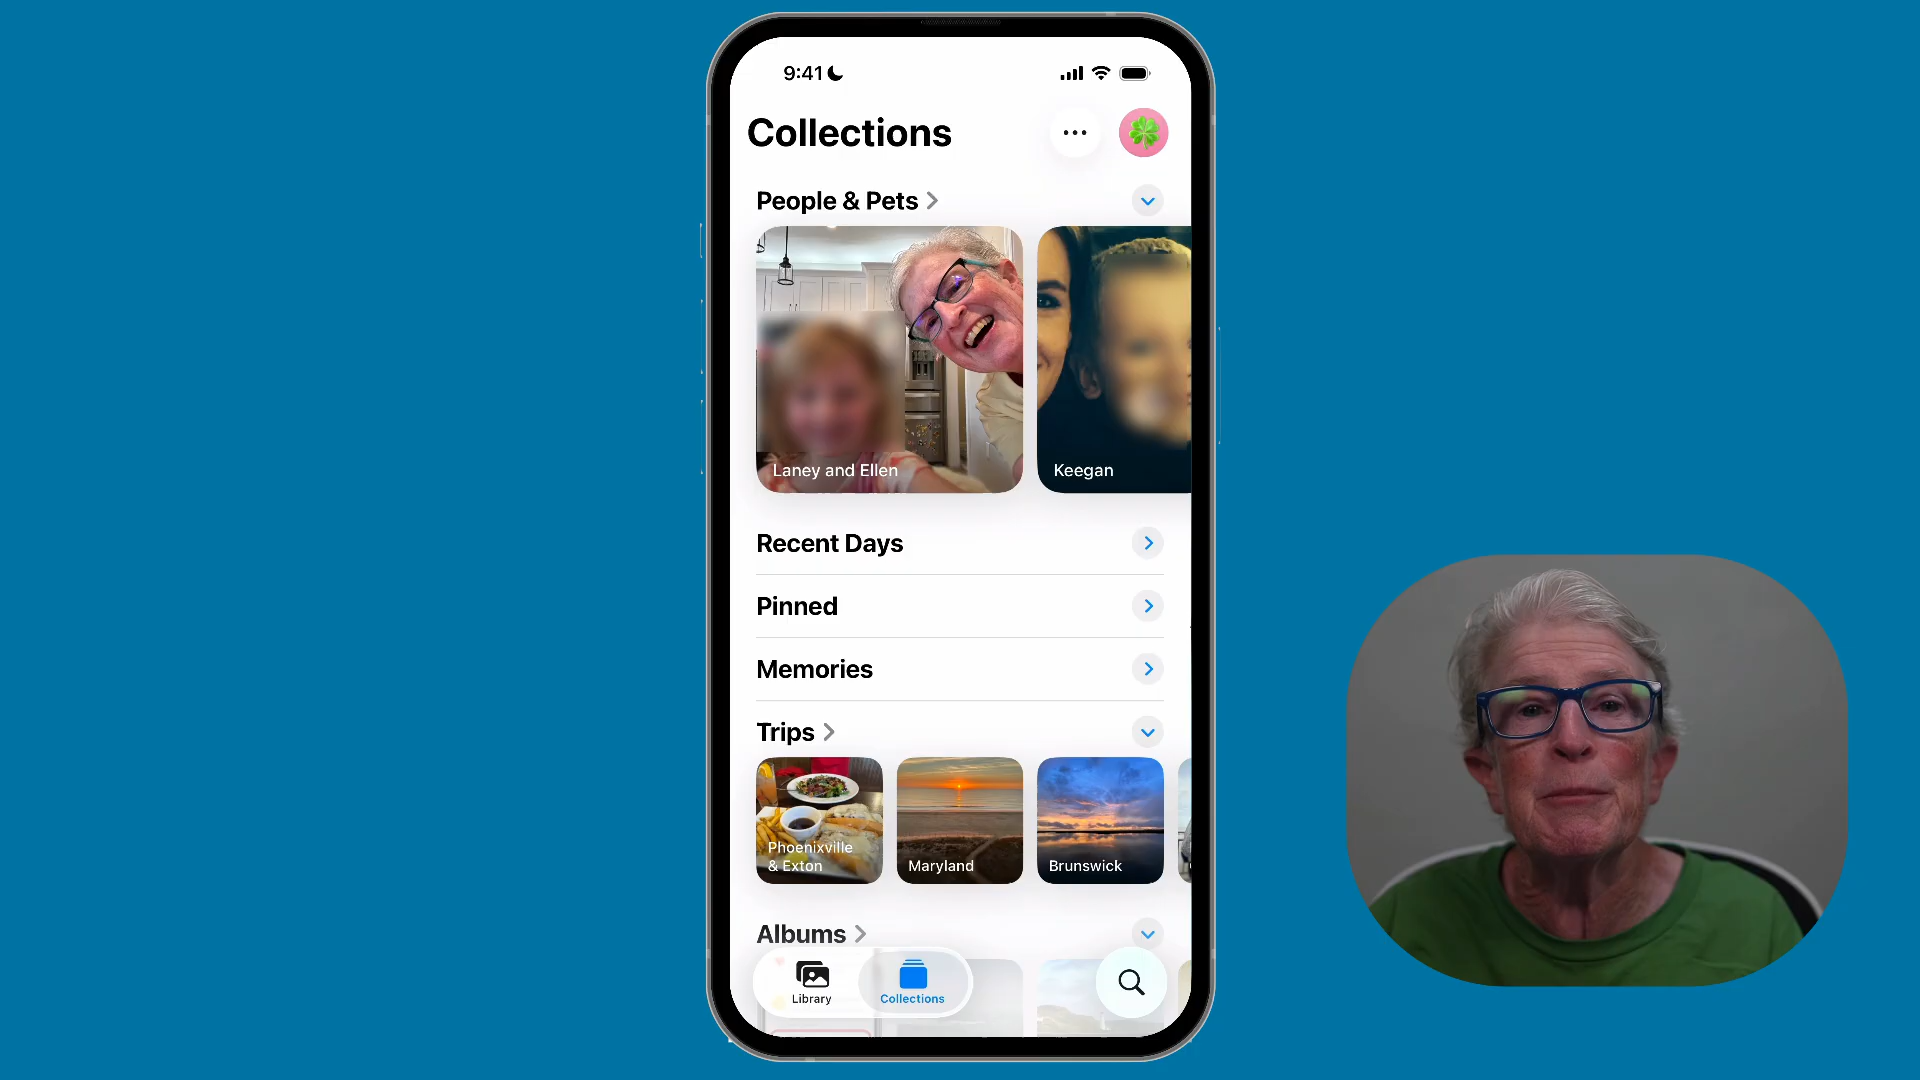 9:41
Collections
People & Pets
Laney and Ellen
Keegan
Recent Days
Pinned
Memories
Trips
Phoenixville
& Exton
Maryland
Brunswick
Albums
Library
Collections